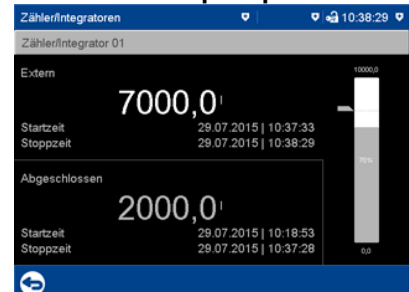 Zähler/Integratoren 10:38:29
Zähler/Integrator 01
Extern
10000,0
7000,0 l
Startzeit 29.07.2015 | 10:37:33
Stoppzeit 29.07.2015 | 10:38:29
70%
Abgeschlossen
2000,0 l
Startzeit 29.07.2015 | 10:18:53
Stoppzeit 29.07.2015 | 10:37:28
0,0